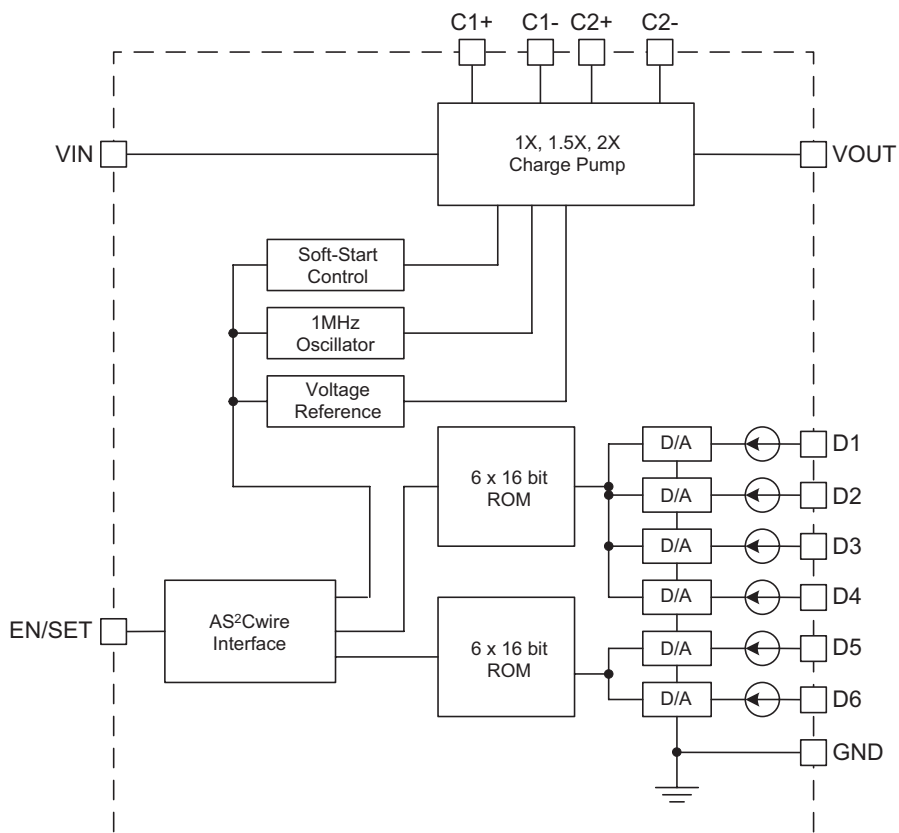 C1+ C1- C2+ C2-
VIN
1X, 1.5X, 2X
Charge Pump
VOUT
Soft-Start
Control
1MHz
Oscillator
Voltage
Reference
6 x 16 bit
ROM
D/A
D1
D/A
D2
D/A
D3
D/A
D4
EN/SET
AS²Cwire
Interface
6 x 16 bit
ROM
D/A
D5
D/A
D6
GND